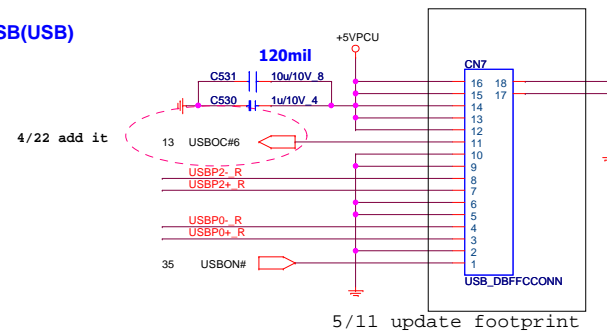 SB(USB)
+5VPCU
120mil
CN7
C531 10u/10V_8
C530 1u/10V_4
16 18
15 17
14
13
12
11
10
9
8
7
6
5
4
3
2
1
4/22 add it
13 USBOC#6
USBP2-_R
USBP2+_R
USBP0-_R
USBP0+_R
35 USBON#
USB_DBFFCCONN
5/11 update footprint